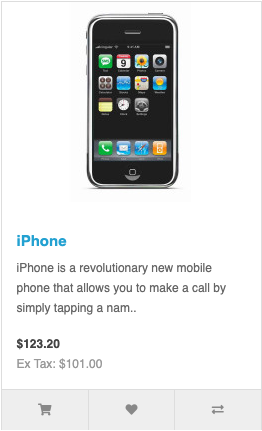 iPhone
iPhone is a revolutionary new mobile
phone that allows you to make a call by
simply tapping a nam..
$123.20
Ex Tax: $101.00